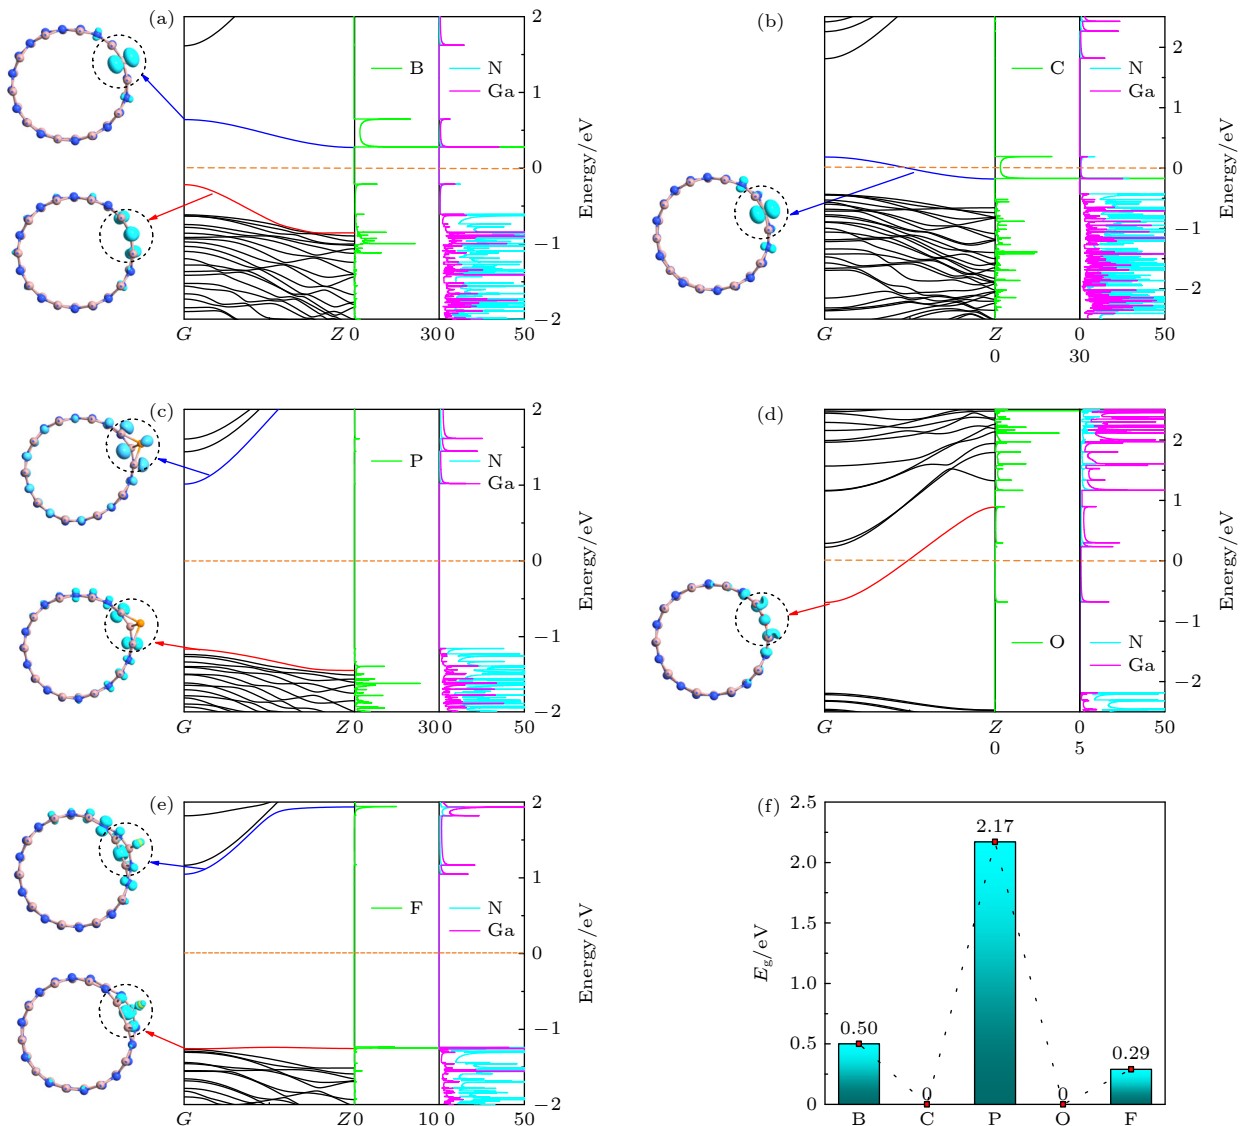 (a)
B
N
Ga
2
1
0
−1
−2
Energy/eV
G
Z
0
30
0
50
(b)
C
N
Ga
2
1
0
−1
−2
Energy/eV
G
Z
0
0
50
0
30
(c)
P
N
Ga
2
1
0
−1
−2
Energy/eV
G
Z
0
30
0
50
(d)
O
N
Ga
2
1
0
−1
−2
Energy/eV
G
Z
0
50
0
5
(e)
F
N
Ga
2
1
0
−1
−2
Energy/eV
G
Z
0
10
0
50
(f)
2.5
2.0
1.5
1.0
0.5
0
Eg/eV
0.50
0
2.17
0
0.29
B
C
P
O
F